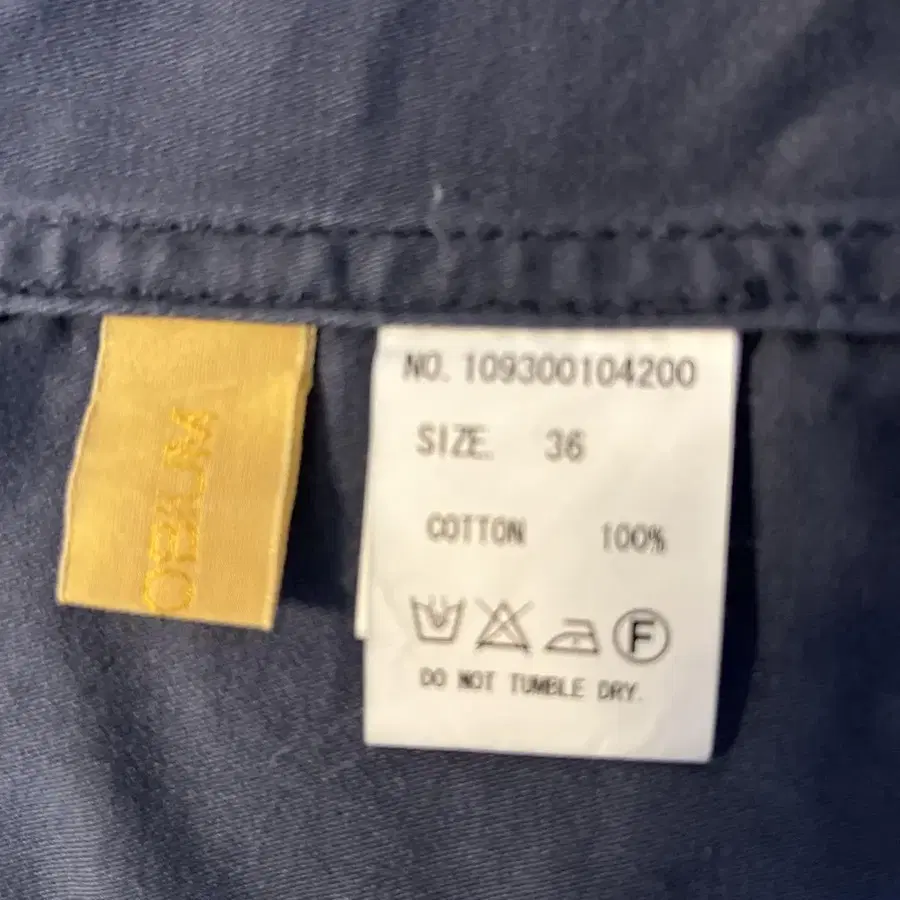 NO. 109300104200
SIZE. 36
COTTON 100%
F
DO NOT TUMBLE DRY.